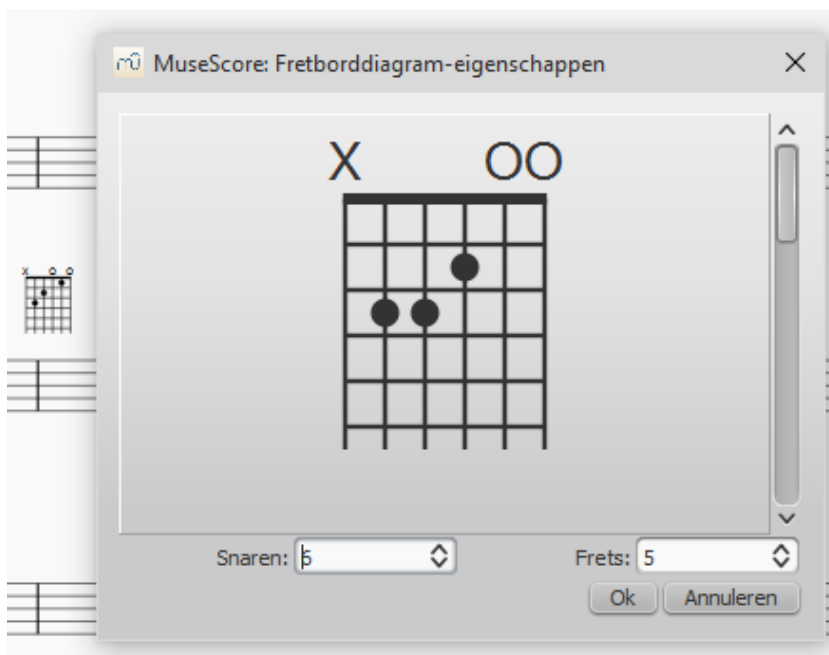 MuseScore: Fretborddiagram-eigenschappen
X OO
x o o
Snaren: 6 Frets: 5
Ok Annuleren